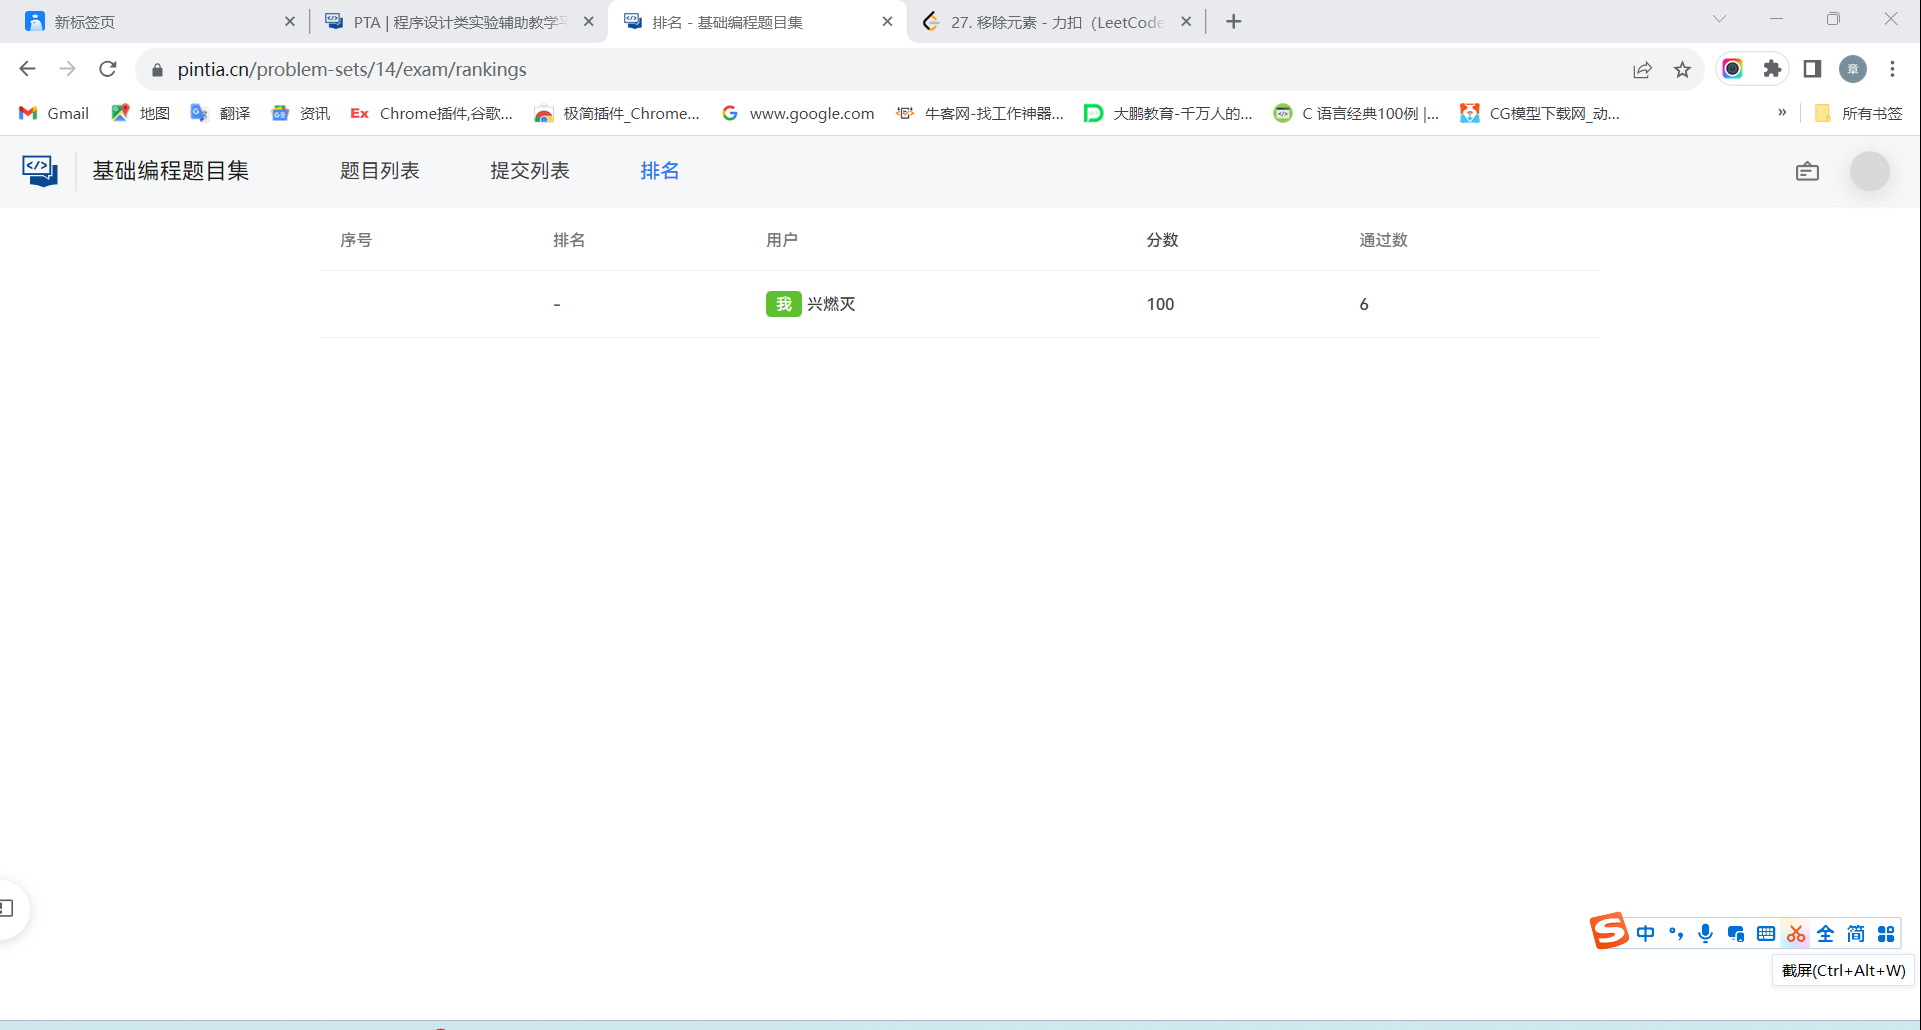 新标签页
PTA | 程序设计类实验辅助教学平
排名 - 基础编程题目集
27. 移除元素 - 力扣（LeetCode
pintia.cn/problem-sets/14/exam/rankings
章
Gmail
地图
翻译
资讯
Ex Chrome插件,谷歌...
极简插件_Chrome...
www.google.com
牛客网-找工作神器...
大鹏教育-千万人的...
C 语言经典100例 |...
CG模型下载网_动...
»
所有书签
基础编程题目集 题目列表 提交列表 排名
序号 排名 用户 分数 通过数
- 我 兴燃灭 100 6
S 中 全 简
截屏(Ctrl+Alt+W)